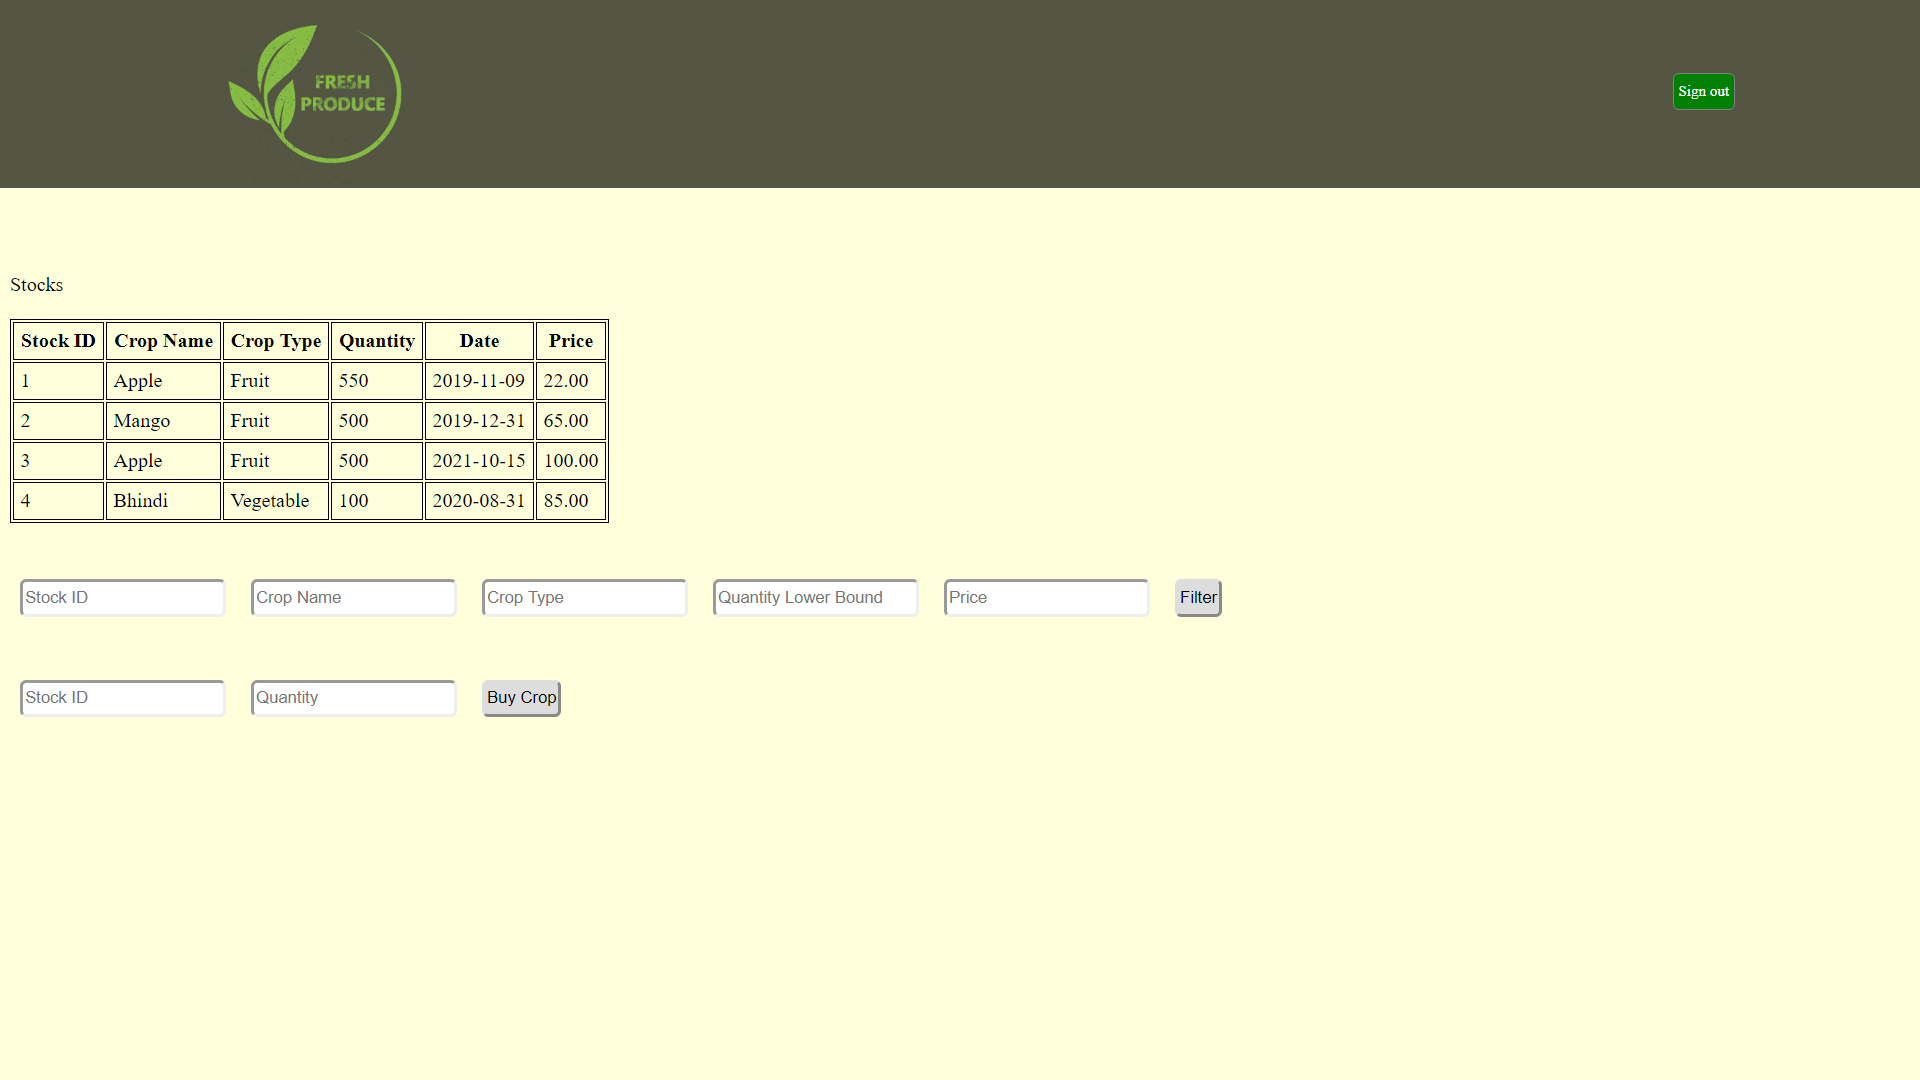 FRESH
PRODUCE
Sign out
Stocks
Stock ID Crop Name Crop Type Quantity Date Price
1 Apple Fruit 550 2019-11-09 22.00
2 Mango Fruit 500 2019-12-31 65.00
3 Apple Fruit 500 2021-10-15 100.00
4 Bhindi Vegetable 100 2020-08-31 85.00
Stock ID Crop Name Crop Type Quantity Lower Bound Price Filter
Stock ID Quantity Buy Crop